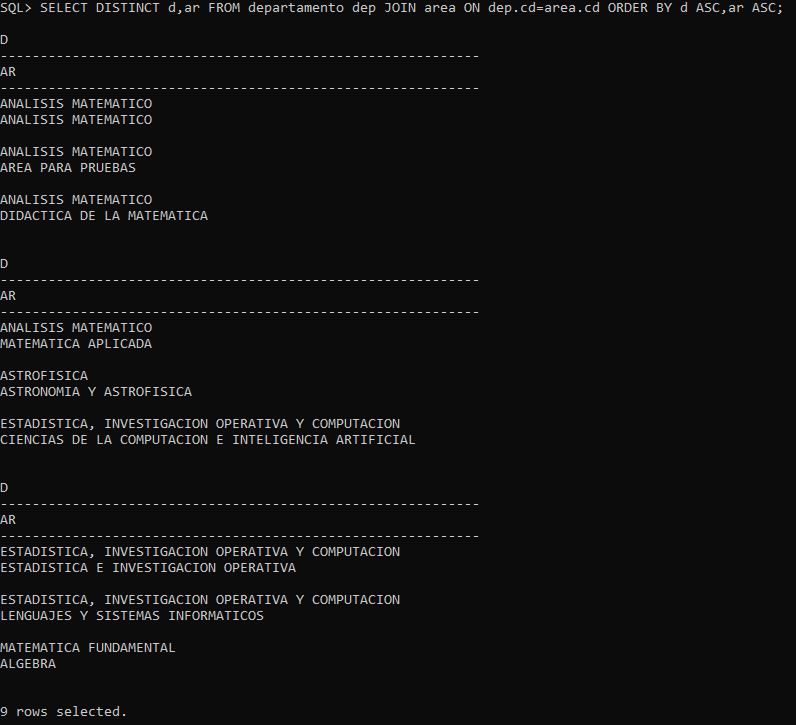 SQL> SELECT DISTINCT d,ar FROM departamento dep JOIN area ON dep.cd=area.cd ORDER BY d ASC,ar ASC;
D
------------------------------------------------------------
AR
------------------------------------------------------------
ANALISIS MATEMATICO
ANALISIS MATEMATICO
ANALISIS MATEMATICO
AREA PARA PRUEBAS
ANALISIS MATEMATICO
DIDACTICA DE LA MATEMATICA
D
------------------------------------------------------------
AR
------------------------------------------------------------
ANALISIS MATEMATICO
MATEMATICA APLICADA
ASTROFISICA
ASTRONOMIA Y ASTROFISICA
ESTADISTICA, INVESTIGACION OPERATIVA Y COMPUTACION
CIENCIAS DE LA COMPUTACION E INTELIGENCIA ARTIFICIAL
D
------------------------------------------------------------
AR
------------------------------------------------------------
ESTADISTICA, INVESTIGACION OPERATIVA Y COMPUTACION
ESTADISTICA E INVESTIGACION OPERATIVA
ESTADISTICA, INVESTIGACION OPERATIVA Y COMPUTACION
LENGUAJES Y SISTEMAS INFORMATICOS
MATEMATICA FUNDAMENTAL
ALGEBRA
9 rows selected.